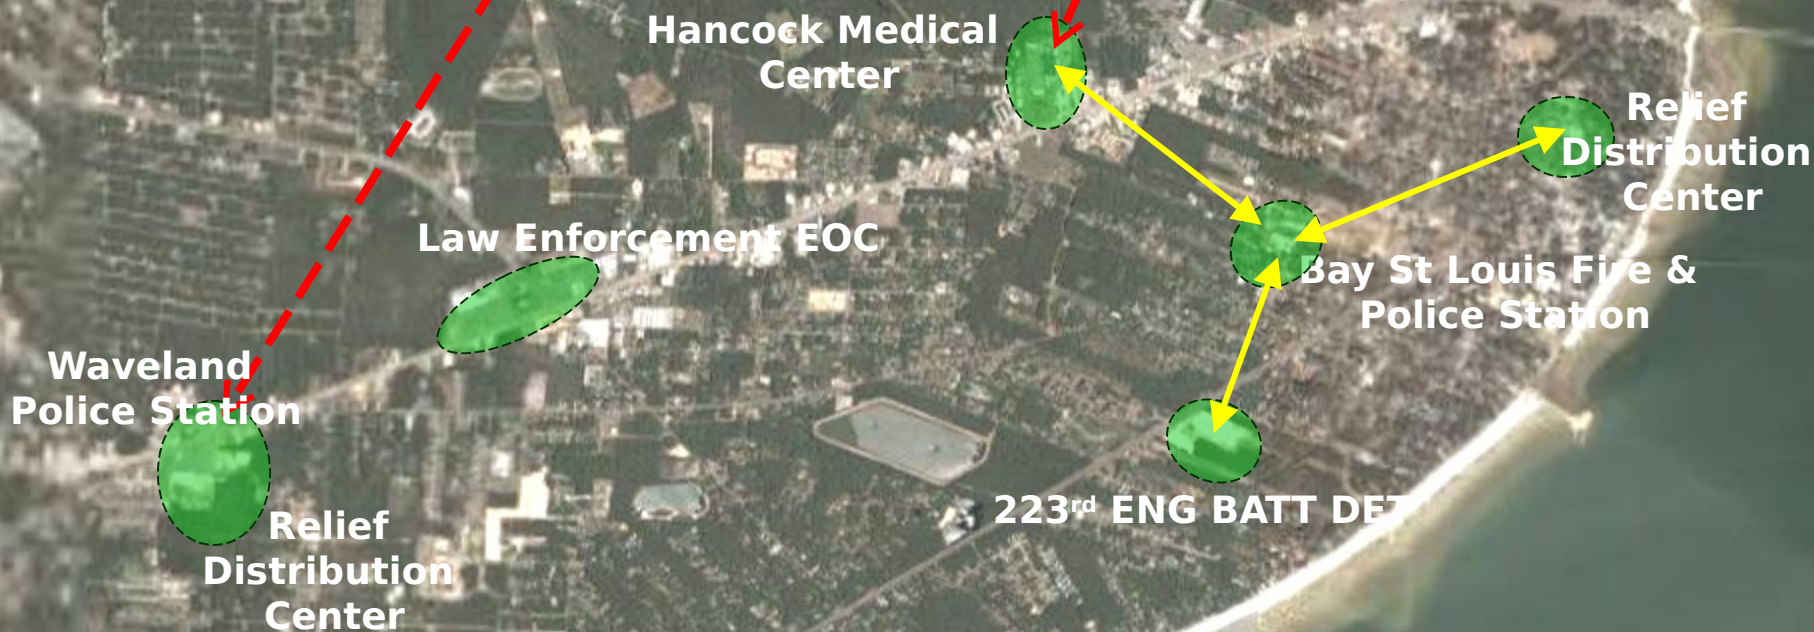 Hancock Medical
Center
Relief
Distribution
Center
Law Enforcement EOC
Bay St Louis Fire &
Police Station
Waveland
Police Station
223rd ENG BATT DET
Relief
Distribution
Center